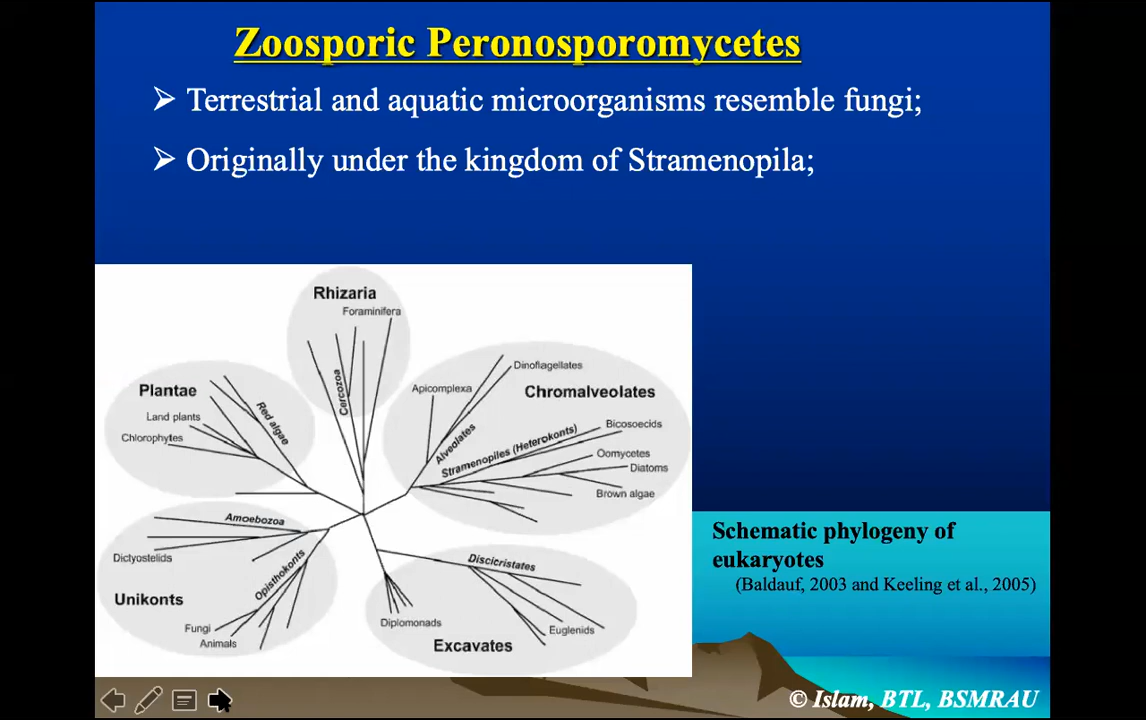 Zoosporic Peronosporomycetes
➢ Terrestrial and aquatic microorganisms resemble fungi;
➢ Originally under the kingdom of Stramenopila;
Rhizaria
Foraminifera
Cercozoa
Plantae
Land plants
Chlorophytes
Red algae
Dinoflagellates
Apicomplexa
Chromalveolates
Alveolates
Stramenopiles (Heterokonts)
Bicosoecids
Oomycetes
Diatoms
Brown algae
Amoebozoa
Dictyostelids
Opisthokonts
Unikonts
Fungi
Animals
Discicristates
Diplomonads
Euglenids
Excavates
Schematic phylogeny of
eukaryotes
(Baldauf, 2003 and Keeling et al., 2005)
© Islam, BTL, BSMRAU